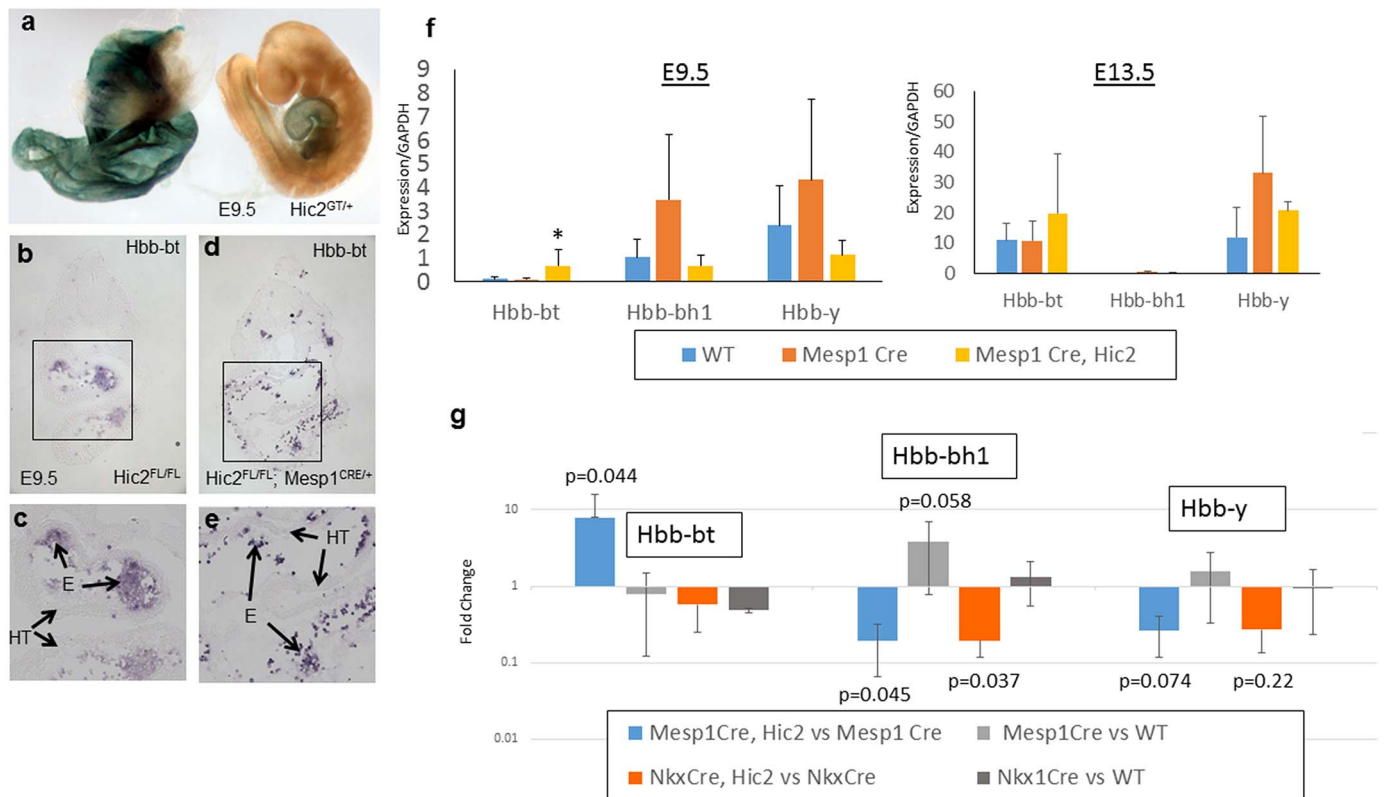 a
E9.5 Hic2GT/+
b
Hbb-bt
E9.5 Hic2FL/FL
d
Hbb-bt
Hic2FL/FL; Mesp1CRE/+
c
E
HT
e
HT
E
f
E9.5
Expression/GAPDH
9
8
7
6
5
4
3
2
1
0
*
Hbb-bt Hbb-bh1 Hbb-y
E13.5
Expression/GAPDH
60
50
40
30
20
10
0
Hbb-bt Hbb-bh1 Hbb-y
WT Mesp1 Cre Mesp1 Cre, Hic2
g
Hbb-bh1
p=0.044
p=0.058
Hbb-y
Hbb-bt
Fold Change
10
1
0.1
0.01
p=0.045
p=0.037
p=0.074
p=0.22
Mesp1Cre, Hic2 vs Mesp1 Cre Mesp1Cre vs WT
NkxCre, Hic2 vs NkxCre Nkx1Cre vs WT